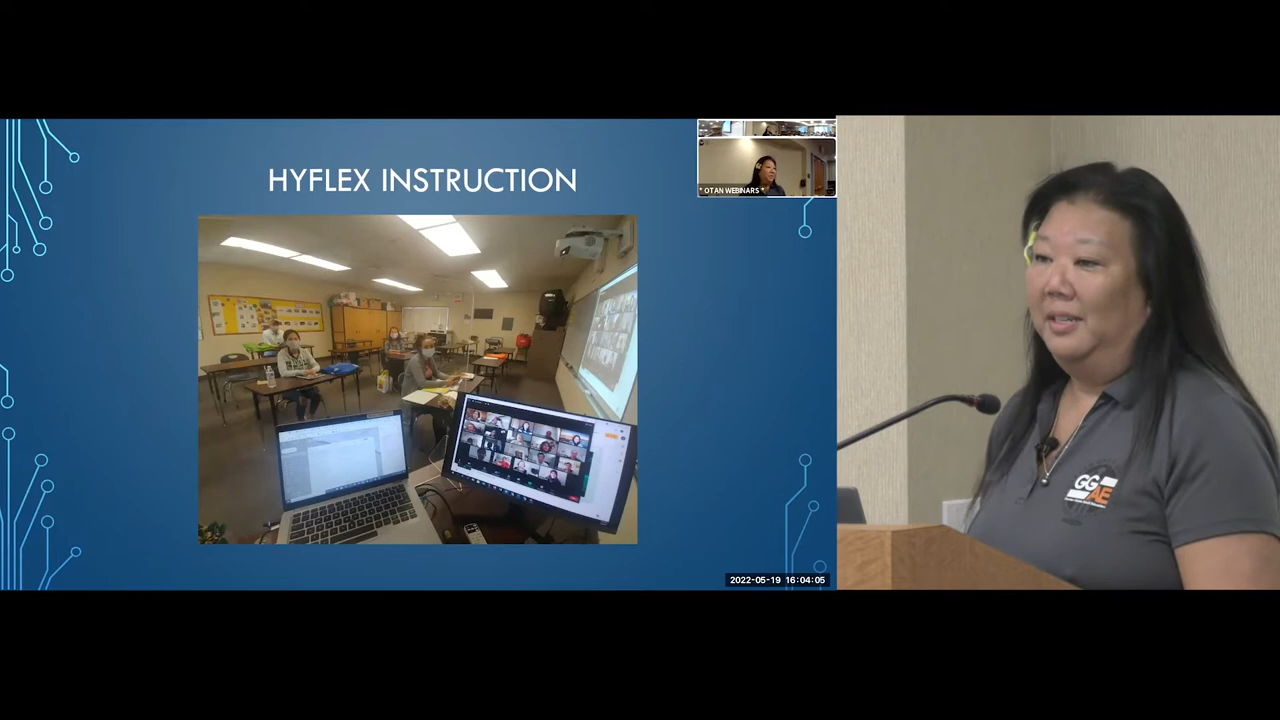 HYFLEX INSTRUCTION
* OTAN WEBINARS *
2022-05-19 16:04:05
GG
AE